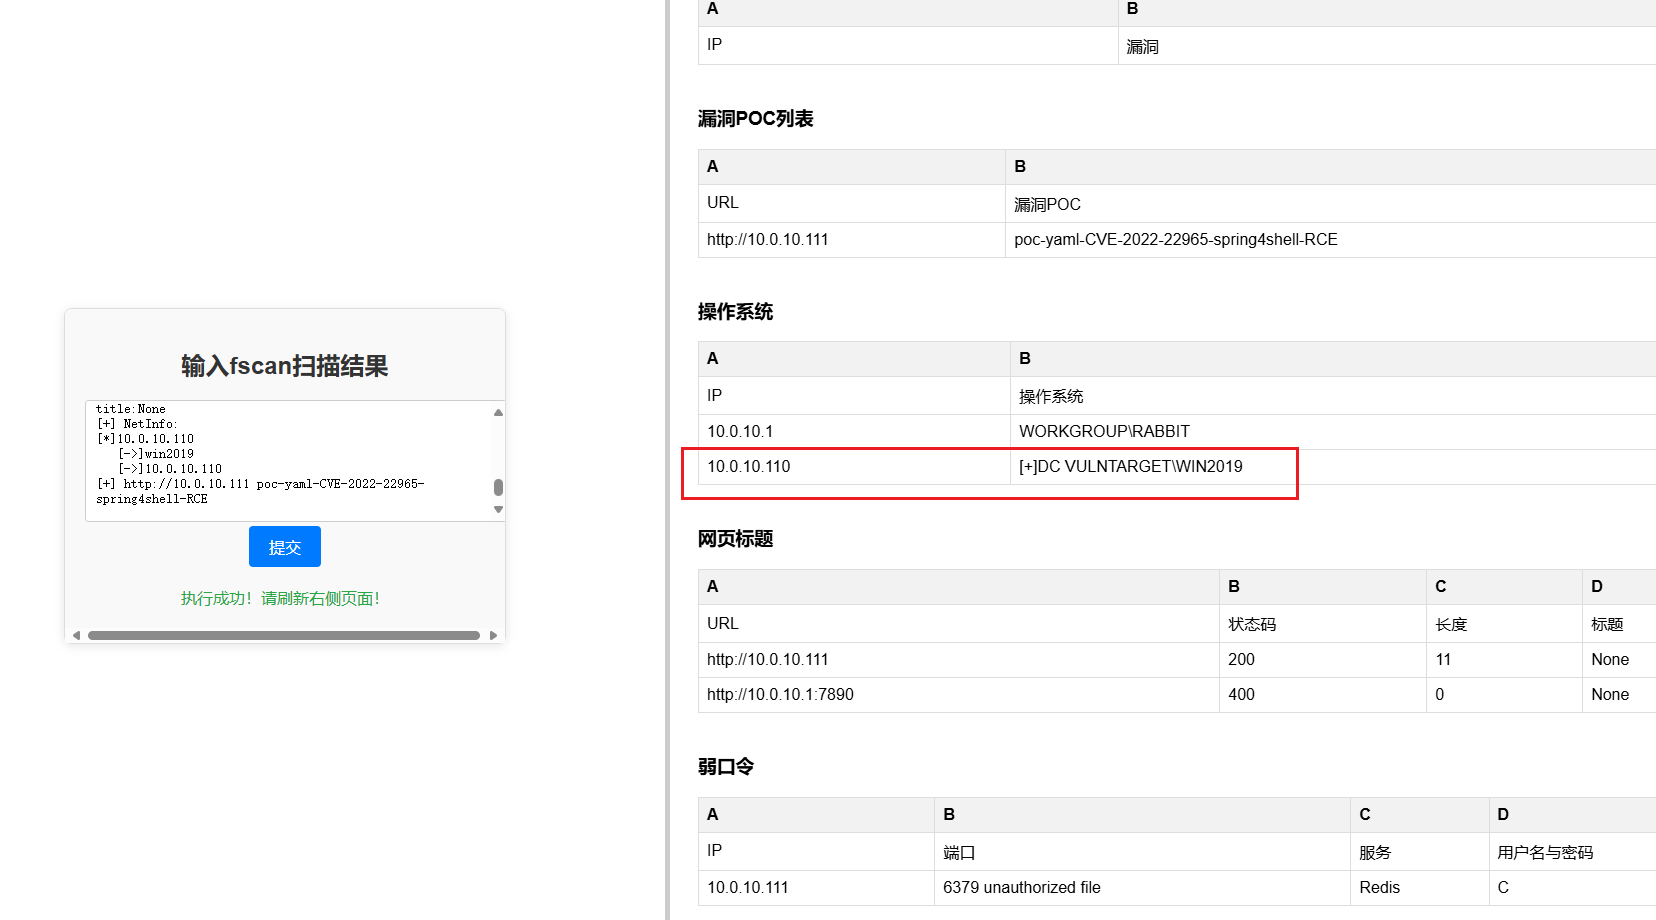 输入fscan扫描结果
title:None
[+] NetInfo:
[*]10.0.10.110
[->]win2019
[->]10.0.10.110
[+] http://10.0.10.111 poc-yaml-CVE-2022-22965-
spring4shell-RCE
提交
执行成功！请刷新右侧页面！
A B
IP 漏洞
漏洞POC列表
A B
URL 漏洞POC
http://10.0.10.111 poc-yaml-CVE-2022-22965-spring4shell-RCE
操作系统
A B
IP 操作系统
10.0.10.1 WORKGROUP\RABBIT
10.0.10.110 [+]DC VULNTARGET\WIN2019
网页标题
A B C D
URL 状态码 长度 标题
http://10.0.10.111 200 11 None
http://10.0.10.1:7890 400 0 None
弱口令
A B C D
IP 端口 服务 用户名与密码
10.0.10.111 6379 unauthorized file Redis C